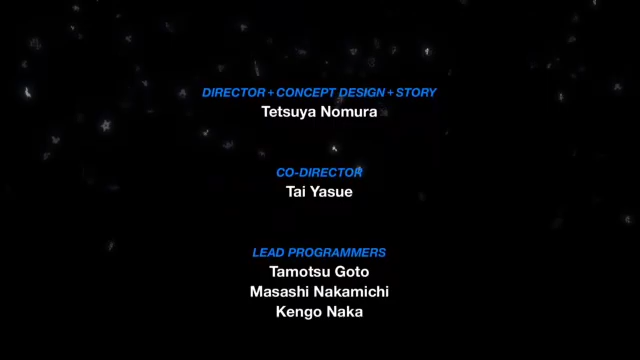 DIRECTOR + CONCEPT DESIGN + STORY
Tetsuya Nomura
CO-DIRECTOR
Tai Yasue
LEAD PROGRAMMERS
Tamotsu Goto
Masashi Nakamichi
Kengo Naka